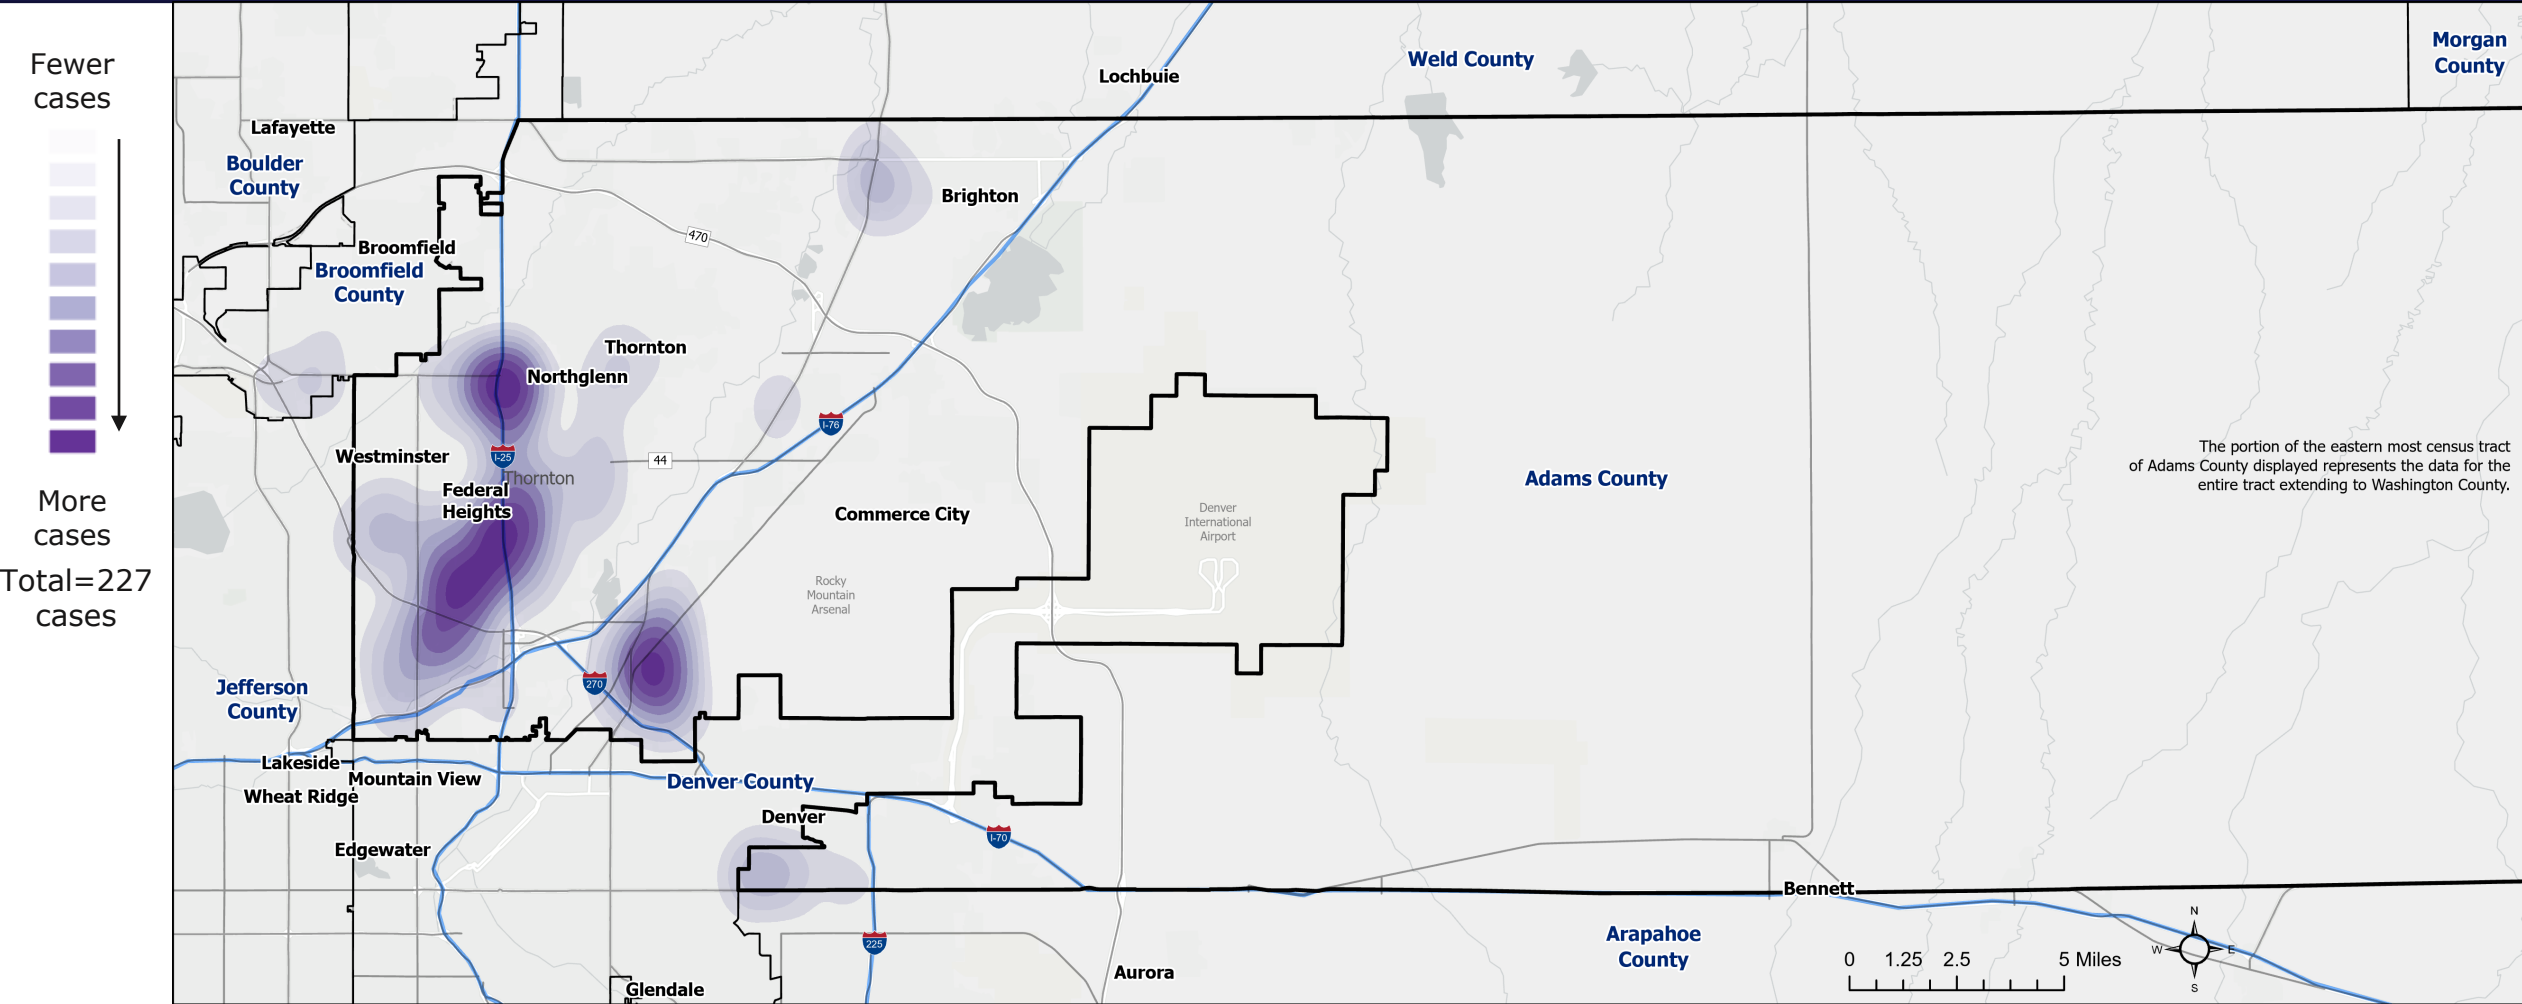 Fewer
cases
More
cases
Total=227
cases
Morgan
County
Weld County
Lochbuie
Lafayette
Boulder
County
Brighton
470
Broomfield
Broomfield
County
Thornton
Northglenn
I-76
Westminster
I-25
44
Thornton
Federal
Heights
Commerce City
Adams County
The portion of the eastern most census tract
of Adams County displayed represents the data for the
entire tract extending to Washington County.
Denver
International
Airport
Rocky
Mountain
Arsenal
270
Jefferson
County
Lakeside
Mountain View
Wheat Ridge
Denver County
Denver
I-70
Edgewater
Bennett
225
Arapahoe
County
Aurora
Glendale
0 1.25 2.5 5 Miles
N
W E
S